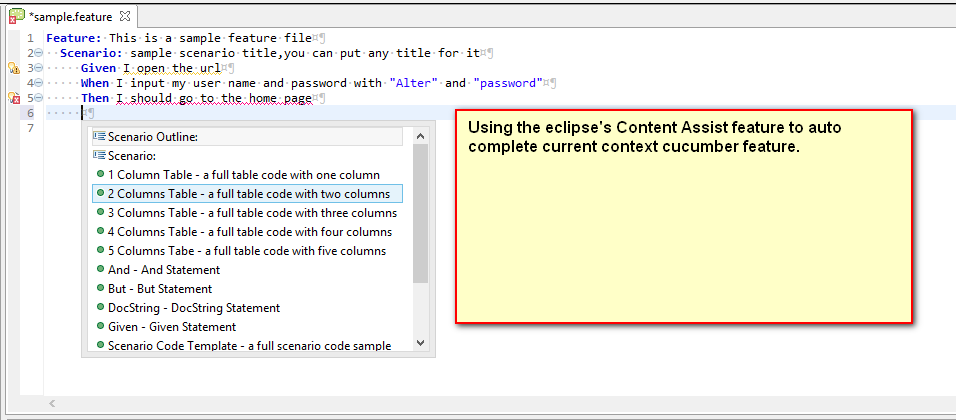 *sample.feature
1 Feature: This is a sample feature file¤¶
2 Scenario: sample scenario title,you can put any title for it¤¶
3 Given I open the url¤¶
4 When I input my user name and password with "Alter" and "password"¤¶
5 Then I should go to the home page¤¶
6 ¤¶
7
Scenario Outline:
Scenario:
1 Column Table - a full table code with one column
2 Columns Table - a full table code with two columns
3 Columns Table - a full table code with three columns
4 Columns Table - a full table code with four columns
5 Columns Tabe - a full table code with five columns
And - And Statement
But - But Statement
DocString - DocString Statement
Given - Given Statement
Scenario Code Template - a full scenario code sample
Using the eclipse's Content Assist feature to auto
complete current context cucumber feature.